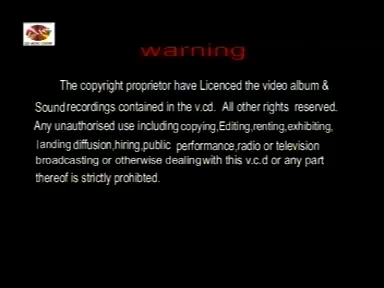 warning
The copyright proprietor have Licenced the video album &
Sound recordings contained in the v.cd. All other rights reserved.
Any unauthorised use including copying,Editing,renting,exhibiting,
landing diffusion,hiring,public performance,radio or television
broadcasting or otherwise dealing with this v.c.d or any part
thereof is strictly prohibited.